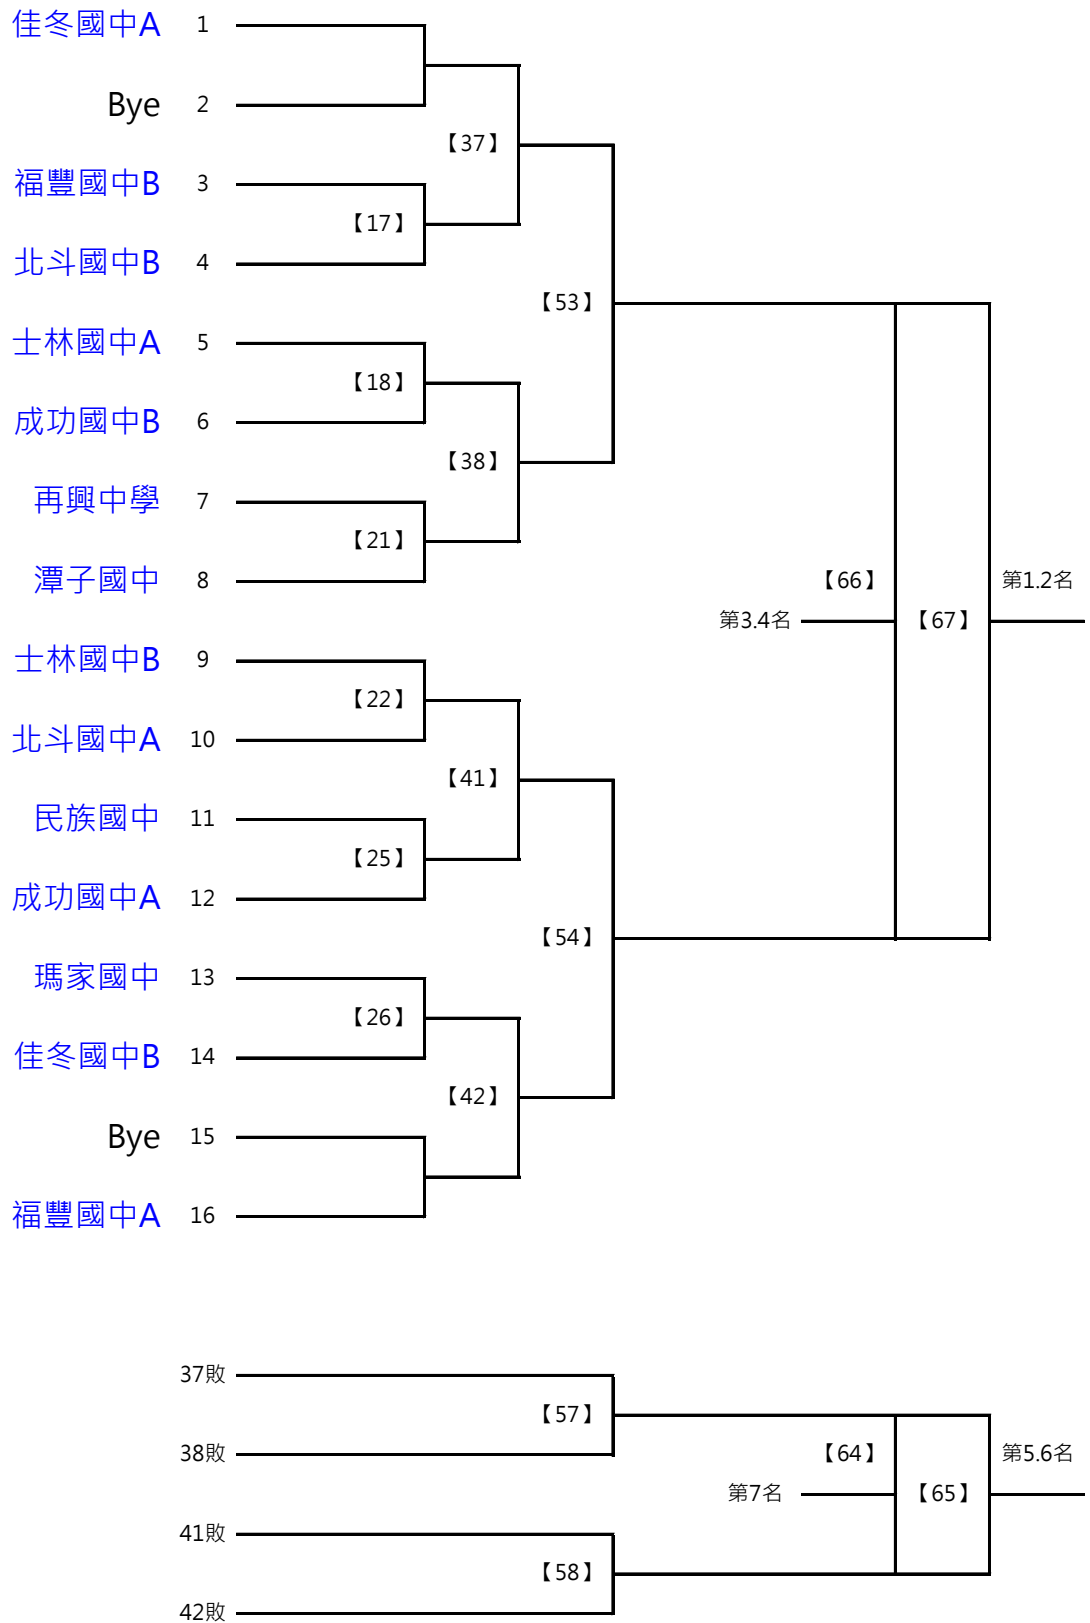 佳冬國中A 1
Bye 2
【37】
福豐國中B 3
【17】
北斗國中B 4
【53】
士林國中A 5
【18】
成功國中B 6
【38】
再興中學 7
【21】
潭子國中 8
【66】 第1.2名
第3.4名 【67】
士林國中B 9
【22】
北斗國中A 10
【41】
民族國中 11
【25】
成功國中A 12
【54】
瑪家國中 13
【26】
佳冬國中B 14
【42】
Bye 15
福豐國中A 16
37敗
【57】
38敗 【64】 第5.6名
第7名 【65】
41敗
【58】
42敗